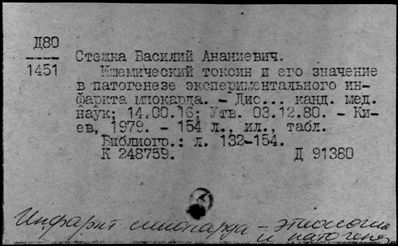 Д80
1451
Стежка Василий Ананиевич.
Ишемический токсин и его значение
в патогенезе экспериментального ин-
фаркта миокарда. - Дис... канд. мед.
наук; 14.00.16; Утв. 03.12.80. - Ки-
ев, 1979. - 154 л., ил., табл.
Библиогр.: л. 132-154.
К 248759. Д 91380
Инфаркт миокарда - этиология
и патогенез